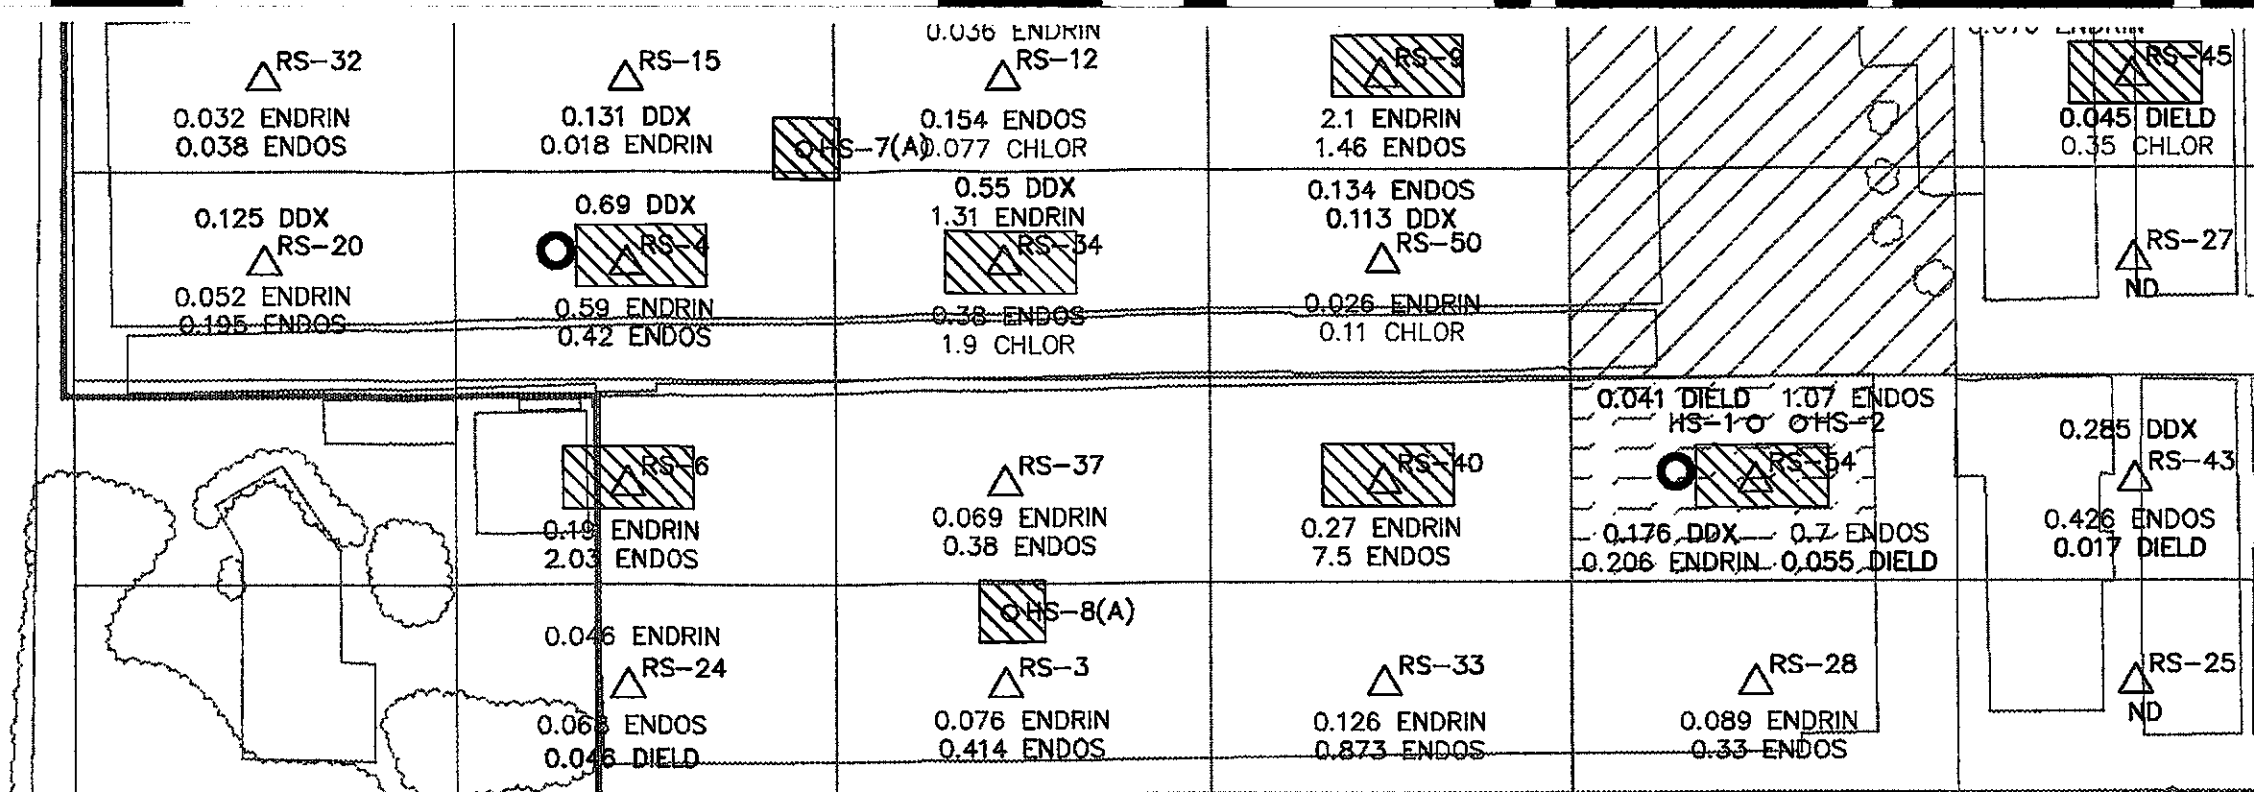 0.036 ENDRIN
RS-32
0.032 ENDRIN
0.038 ENDOS
RS-15
0.131 DDX
0.018 ENDRIN
HS-7(A)
RS-12
0.154 ENDOS
0.077 CHLOR
RS-9
2.1 ENDRIN
1.46 ENDOS
RS-45
0.045 DIELD
0.35 CHLOR
0.125 DDX
RS-20
0.052 ENDRIN
0.195 ENDOS
0.69 DDX
RS-4
0.59 ENDRIN
0.42 ENDOS
0.55 DDX
1.31 ENDRIN
RS-34
0.38 ENDOS
1.9 CHLOR
0.134 ENDOS
0.113 DDX
RS-50
0.026 ENDRIN
0.11 CHLOR
RS-27
ND
RS-6
0.19 ENDRIN
2.03 ENDOS
RS-37
0.069 ENDRIN
0.38 ENDOS
RS-40
0.27 ENDRIN
7.5 ENDOS
0.041 DIELD 1.07 ENDOS
HS-1 HS-2
RS-54
0.176 DDX 0.7 ENDOS
0.206 ENDRIN 0.055 DIELD
0.285 DDX
RS-43
0.426 ENDOS
0.017 DIELD
0.046 ENDRIN
RS-24
0.068 ENDOS
0.046 DIELD
HS-8(A)
RS-3
0.076 ENDRIN
0.414 ENDOS
RS-33
0.126 ENDRIN
0.873 ENDOS
RS-28
0.089 ENDRIN
0.33 ENDOS
RS-25
ND